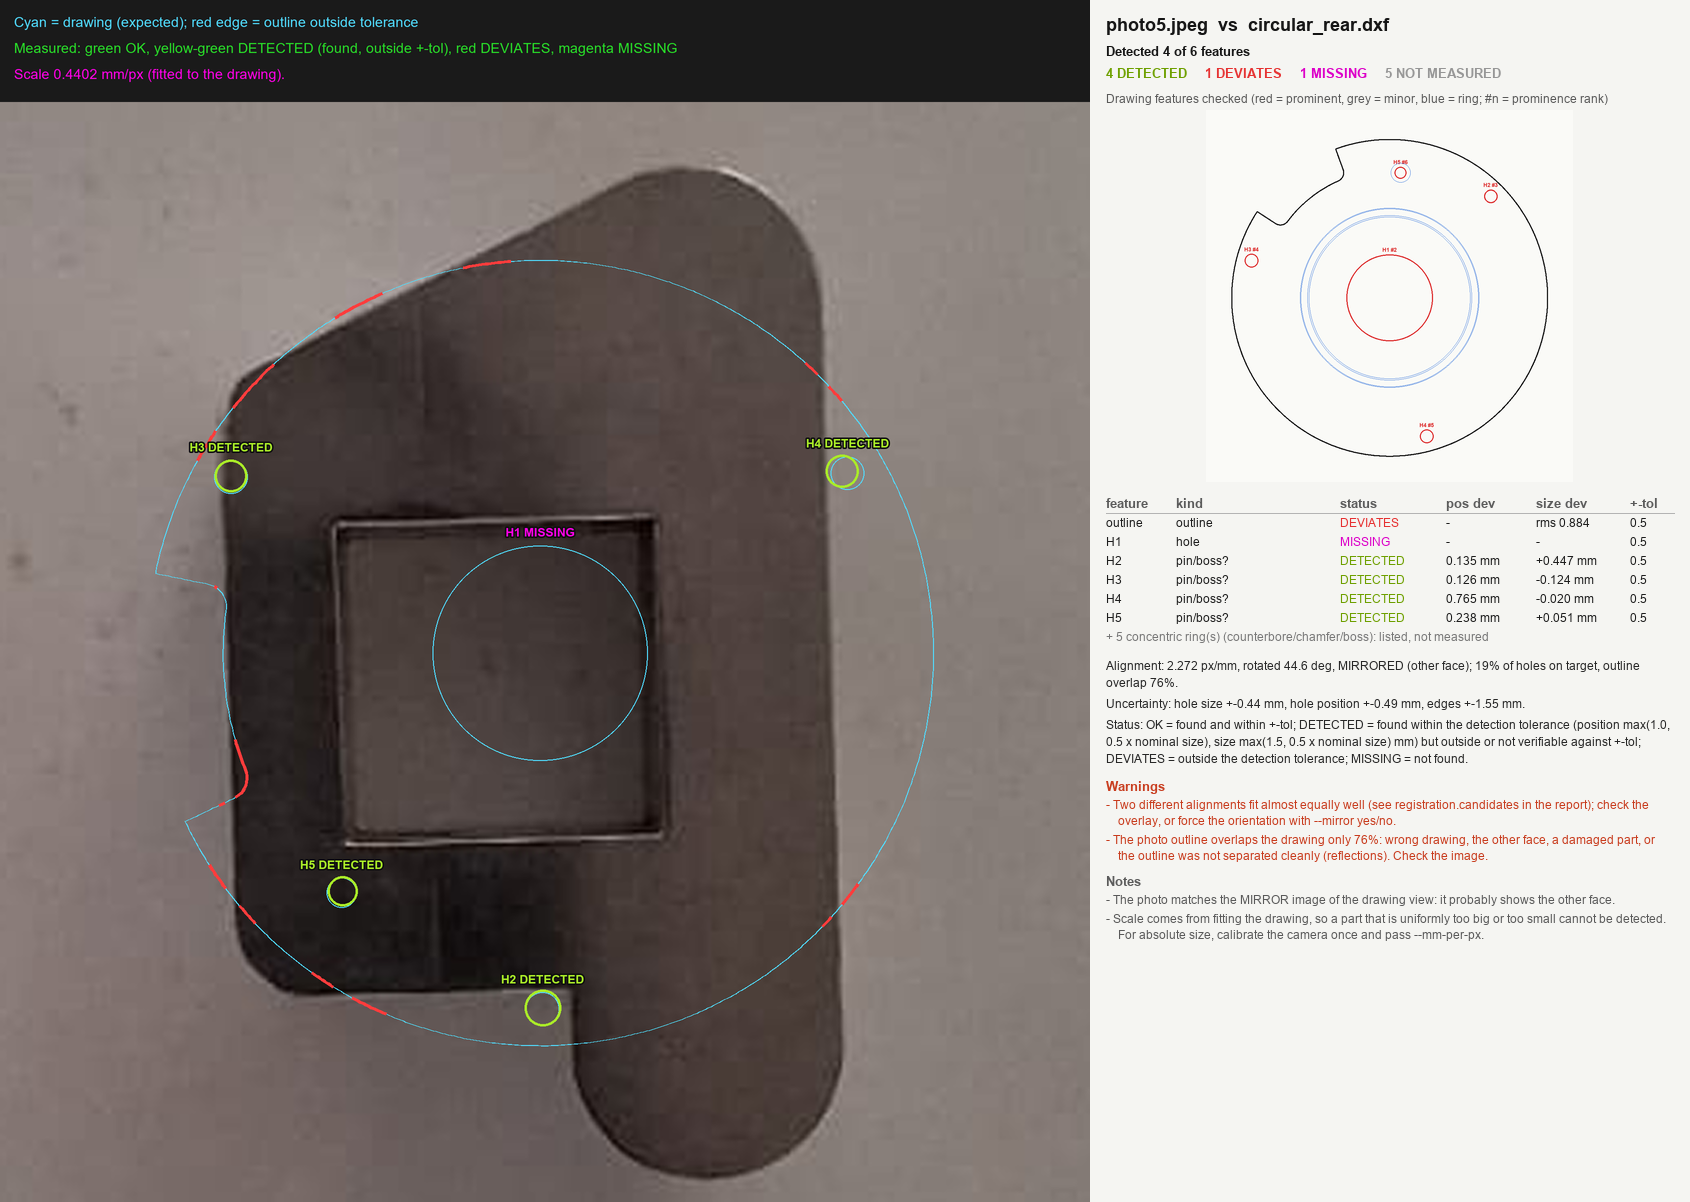 Cyan = drawing (expected); red edge = outline outside tolerance
Measured: green OK, yellow-green DETECTED (found, outside +-tol), red DEVIATES, magenta MISSING
Scale 0.4402 mm/px (fitted to the drawing).
H3 DETECTED
H4 DETECTED
H1 MISSING
H5 DETECTED
H2 DETECTED
photo5.jpeg vs circular_rear.dxf
Detected 4 of 6 features
4 DETECTED 1 DEVIATES 1 MISSING 5 NOT MEASURED
Drawing features checked (red = prominent, grey = minor, blue = ring; #n = prominence rank)
H5 #6
H2 #3
H3 #4
H1 #2
H4 #5
feature kind status pos dev size dev +-tol
outline outline DEVIATES - rms 0.884 0.5
H1 hole MISSING - - 0.5
H2 pin/boss? DETECTED 0.135 mm +0.447 mm 0.5
H3 pin/boss? DETECTED 0.126 mm -0.124 mm 0.5
H4 pin/boss? DETECTED 0.765 mm -0.020 mm 0.5
H5 pin/boss? DETECTED 0.238 mm +0.051 mm 0.5
+ 5 concentric ring(s) (counterbore/chamfer/boss): listed, not measured
Alignment: 2.272 px/mm, rotated 44.6 deg, MIRRORED (other face); 19% of holes on target, outline
overlap 76%.
Uncertainty: hole size +-0.44 mm, hole position +-0.49 mm, edges +-1.55 mm.
Status: OK = found and within +-tol; DETECTED = found within the detection tolerance (position max(1.0,
0.5 x nominal size), size max(1.5, 0.5 x nominal size) mm) but outside or not verifiable against +-tol;
DEVIATES = outside the detection tolerance; MISSING = not found.
Warnings
- Two different alignments fit almost equally well (see registration.candidates in the report); check the
overlay, or force the orientation with --mirror yes/no.
- The photo outline overlaps the drawing only 76%: wrong drawing, the other face, a damaged part, or
the outline was not separated cleanly (reflections). Check the image.
Notes
- The photo matches the MIRROR image of the drawing view: it probably shows the other face.
- Scale comes from fitting the drawing, so a part that is uniformly too big or too small cannot be detected.
For absolute size, calibrate the camera once and pass --mm-per-px.